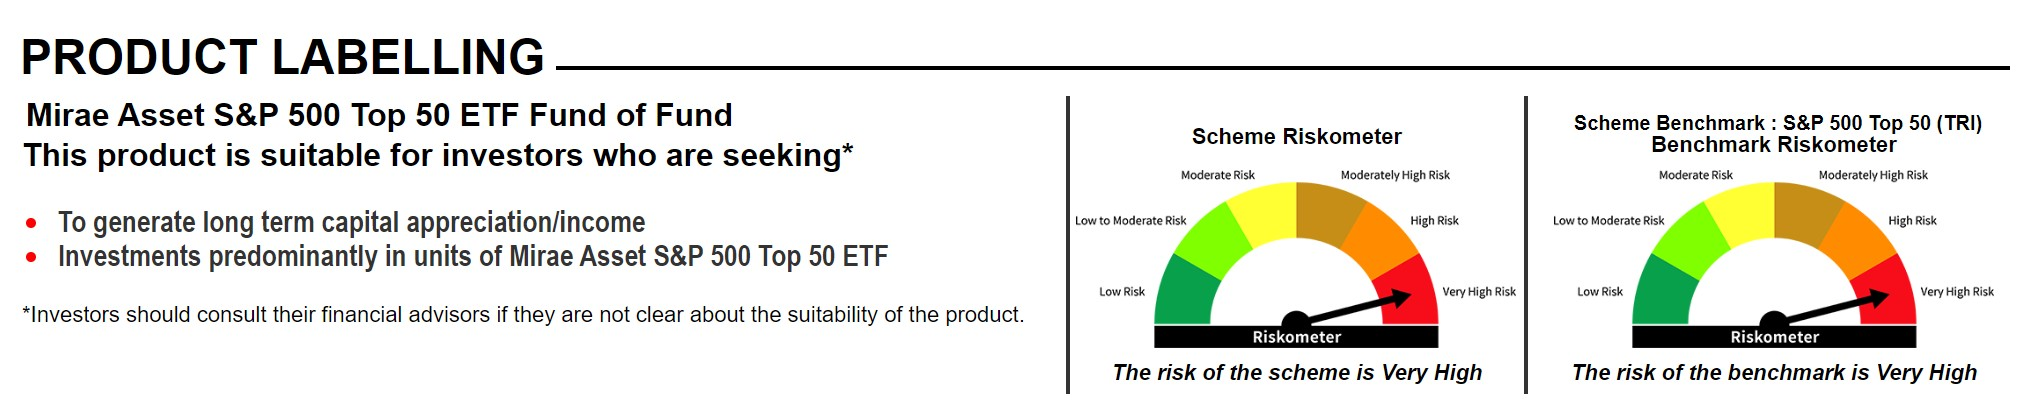 PRODUCT LABELLING
Mirae Asset S&P 500 Top 50 ETF Fund of Fund
This product is suitable for investors who are seeking*
• To generate long term capital appreciation/income
• Investments predominantly in units of Mirae Asset S&P 500 Top 50 ETF
*Investors should consult their financial advisors if they are not clear about the suitability of the product.
Scheme Riskometer
Moderate Risk
Moderately High Risk
Low to Moderate Risk
High Risk
Low Risk
Very High Risk
Riskometer
The risk of the scheme is Very High
Scheme Benchmark : S&P 500 Top 50 (TRI)
Benchmark Riskometer
Moderate Risk
Moderately High Risk
Low to Moderate Risk
High Risk
Low Risk
Very High Risk
Riskometer
The risk of the benchmark is Very High